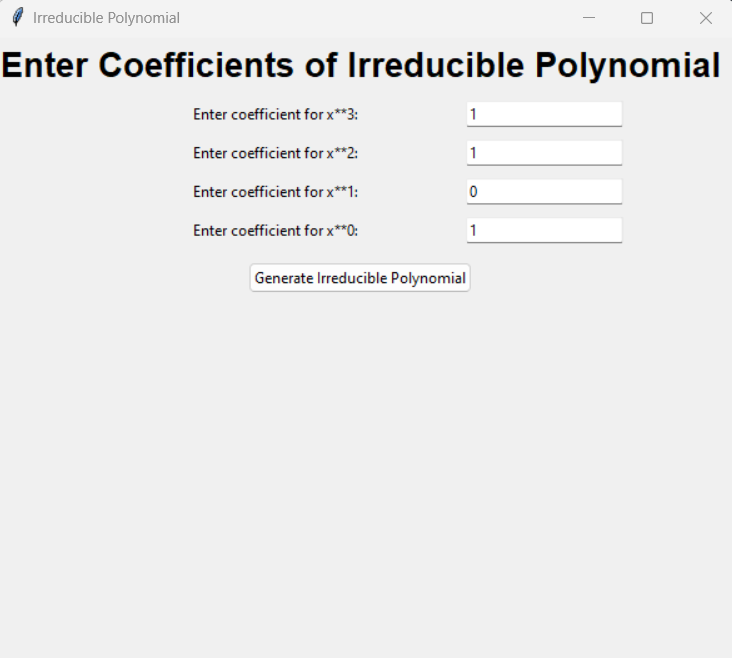 Irreducible Polynomial
Enter Coefficients of Irreducible Polynomial
Enter coefficient for x**3: 1
Enter coefficient for x**2: 1
Enter coefficient for x**1: 0
Enter coefficient for x**0: 1
Generate Irreducible Polynomial